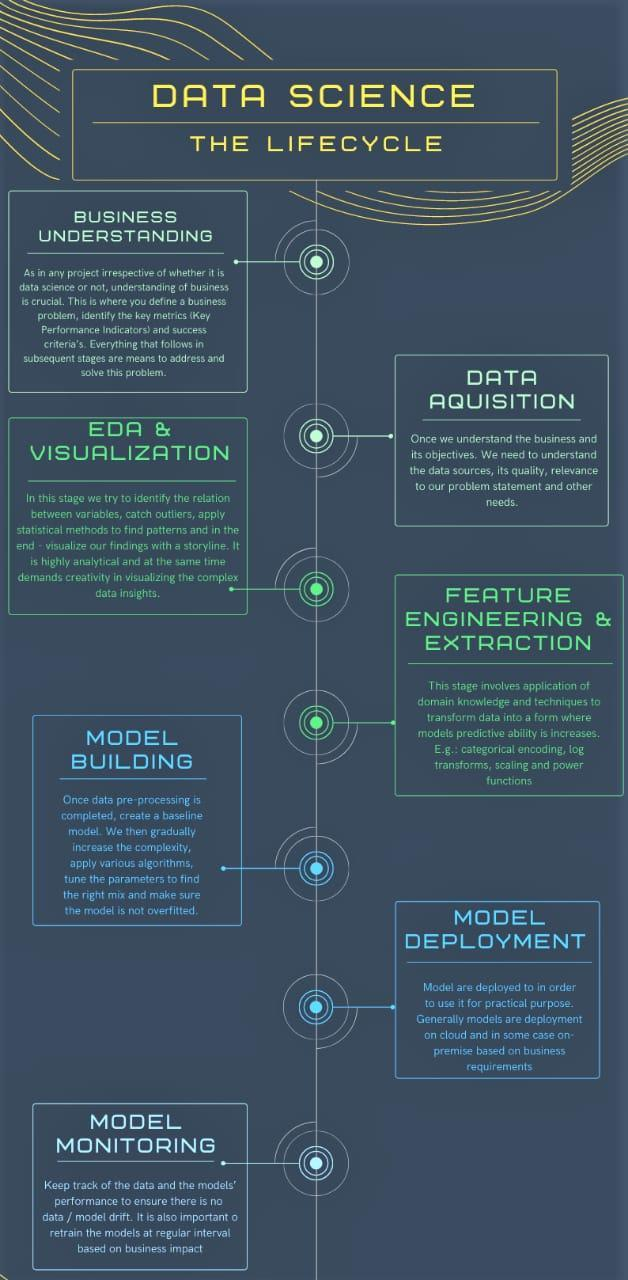 DATA SCIENCE
THE LIFECYCLE
BUSINESS
UNDERSTANDING
As in any project irrespective of whether it is
data science or not, understanding of business
is crucial. This is where you define a business
problem, identify the key metrics (Key
Performance Indicators) and success
criteria's. Everything that follows in
subsequent stages are means to address and
solve this problem.
DATA
AQUISITION
Once we understand the business and
its objectives. We need to understand
the data sources, its quality, relevance
to our problem statement and other
needs.
EDA &
VISUALIZATION
In this stage we try to identify the relation
between variables, catch outliers, apply
statistical methods to find patterns and in the
end - visualize our findings with a storyline. It
is highly analytical and at the same time
demands creativity in visualizing the complex
data insights.
FEATURE
ENGINEERING &
EXTRACTION
This stage involves application of
domain knowledge and techniques to
transform data into a form where
models predictive ability is increases.
E.g.: categorical encoding, log
transforms, scaling and power
functions
MODEL
BUILDING
Once data pre-processing is
completed, create a baseline
model. We then gradually
increase the complexity,
apply various algorithms,
tune the parameters to find
the right mix and make sure
the model is not overfitted.
MODEL
DEPLOYMENT
Model are deployed to in order
to use it for practical purpose.
Generally models are deployment
on cloud and in some case on-
premise based on business
requirements
MODEL
MONITORING
Keep track of the data and the models'
performance to ensure there is no
data / model drift. It is also important o
retrain the models at regular interval
based on business impact